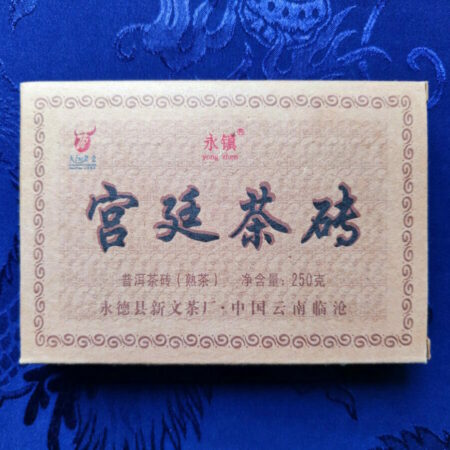 永镇®
yong zhen
宫廷茶砖
普洱茶砖（熟茶） 净含量：250克
永德县新文茶厂·中国云南临沧